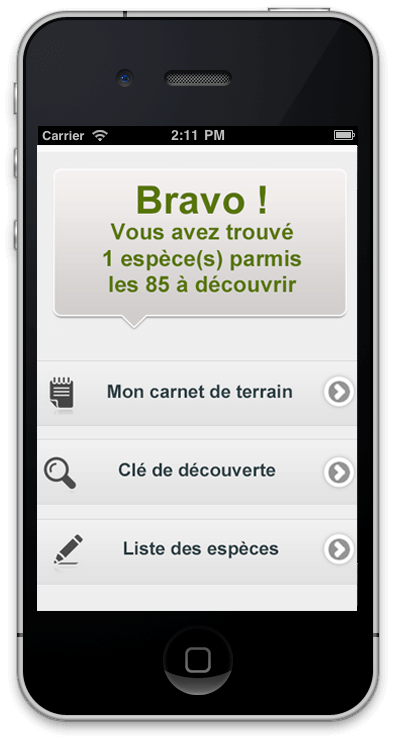 Carrier 2:11 PM
Bravo !
Vous avez trouvé
1 espèce(s) parmis
les 85 à découvrir
Mon carnet de terrain
Clé de découverte
Liste des espèces